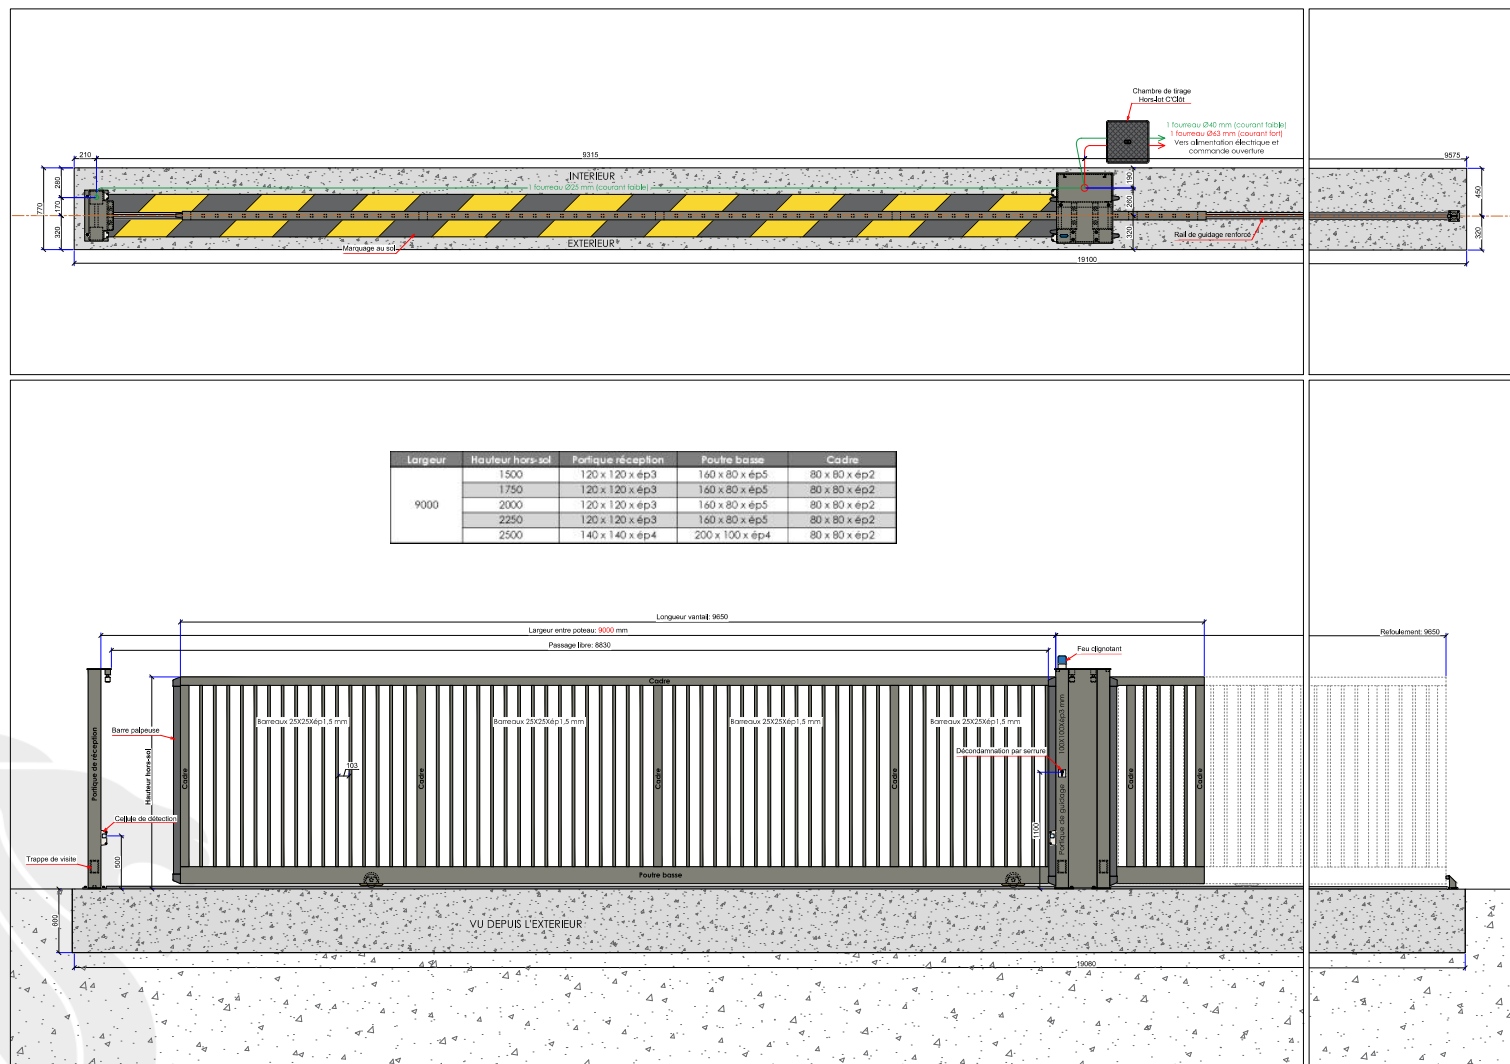 Chambre de tirage
Hors-lot C'Clôt
1 fourreau Ø40 mm (courant faible)
1 fourreau Ø63 mm (courant fort)
Vers alimentation électrique et
commande ouverture
210
9315
9575
INTERIEUR
1 fourreau Ø25 mm (courant faible)
280
170
770
320
190
260
320
450
320
EXTERIEUR
Marquage au sol
Rail de guidage renforcé
19100
Largeur Hauteur hors-sol Portique réception Poutre basse Cadre
9000
1500 120 x 120 x ép3 160 x 80 x ép5 80 x 80 x ép2
1750 120 x 120 x ép3 160 x 80 x ép5 80 x 80 x ép2
2000 120 x 120 x ép3 160 x 80 x ép5 80 x 80 x ép2
2250 120 x 120 x ép3 160 x 80 x ép5 80 x 80 x ép2
2500 140 x 140 x ép4 200 x 100 x ép4 80 x 80 x ép2
Longueur vantail: 9650
Largeur entre poteau: 9000 mm
Refoulement: 9650
Passage libre: 8830
Feu clignotant
Cadre
Barreaux 25X25Xép1,5 mm
Barreaux 25X25Xép1,5 mm
Barreaux 25X25Xép1,5 mm
Barreaux 25X25Xép1,5 mm
Barre palpeuse
Portique de réception
Hauteur hors-sol
Décondamnation par serrure
103
Cadre
Cadre
Cadre
Cadre
Portique de guidage 100X100Xép3 mm
Cadre
Cadre
Cellule de détection
1100
500
Trappe de visite
Poutre basse
VU DEPUIS L'EXTERIEUR
19080